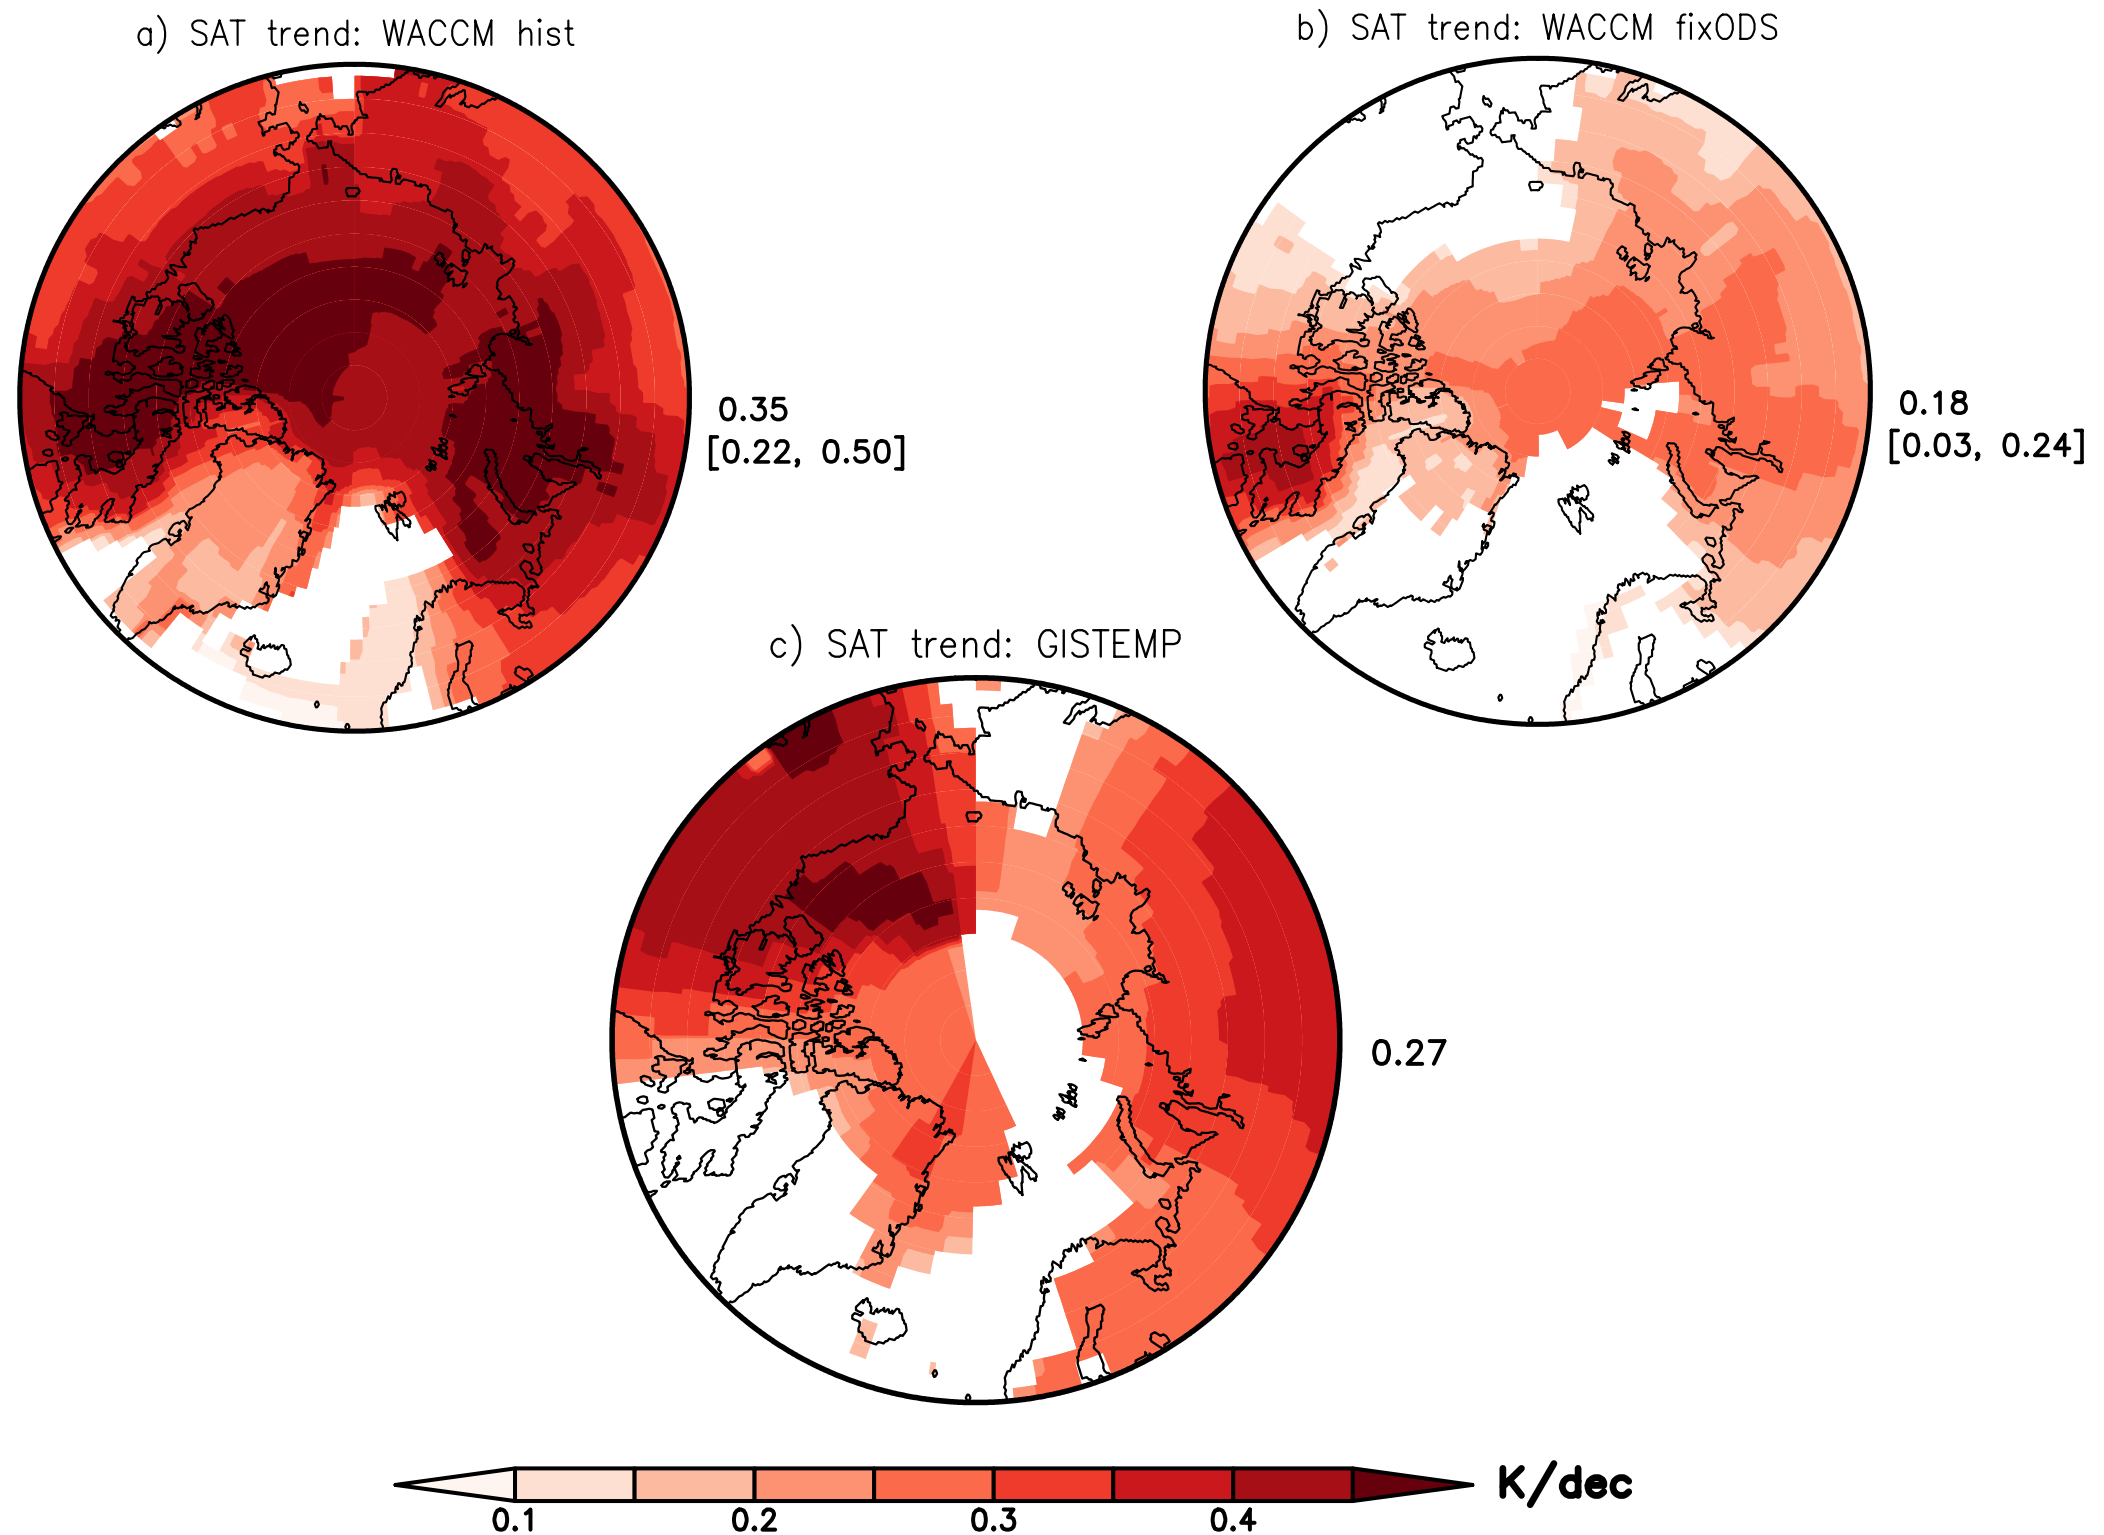 a) SAT trend: WACCM hist
b) SAT trend: WACCM fixODS
0.35
[0.22, 0.50]
0.18
[0.03, 0.24]
c) SAT trend: GISTEMP
0.27
K/dec
0.1 0.2 0.3 0.4